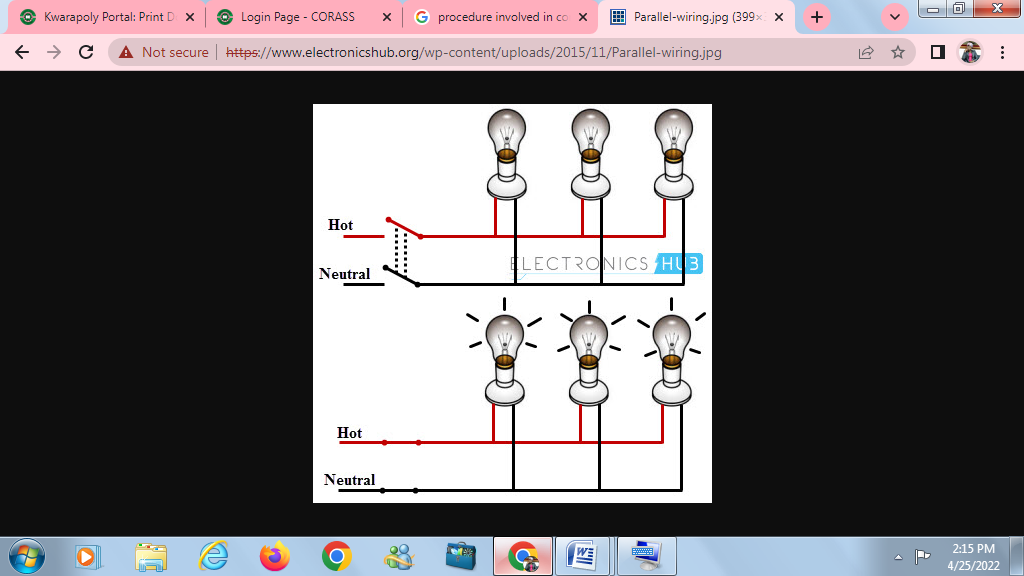 Kwarapoly Portal: Print D
Login Page - CORASS
procedure involved in co
Parallel-wiring.jpg (399×
Not secure
https://www.electronicshub.org/wp-content/uploads/2015/11/Parallel-wiring.jpg
Hot
ELECTRONICS HUB
Neutral
Hot
Neutral
2:15 PM
4/25/2022